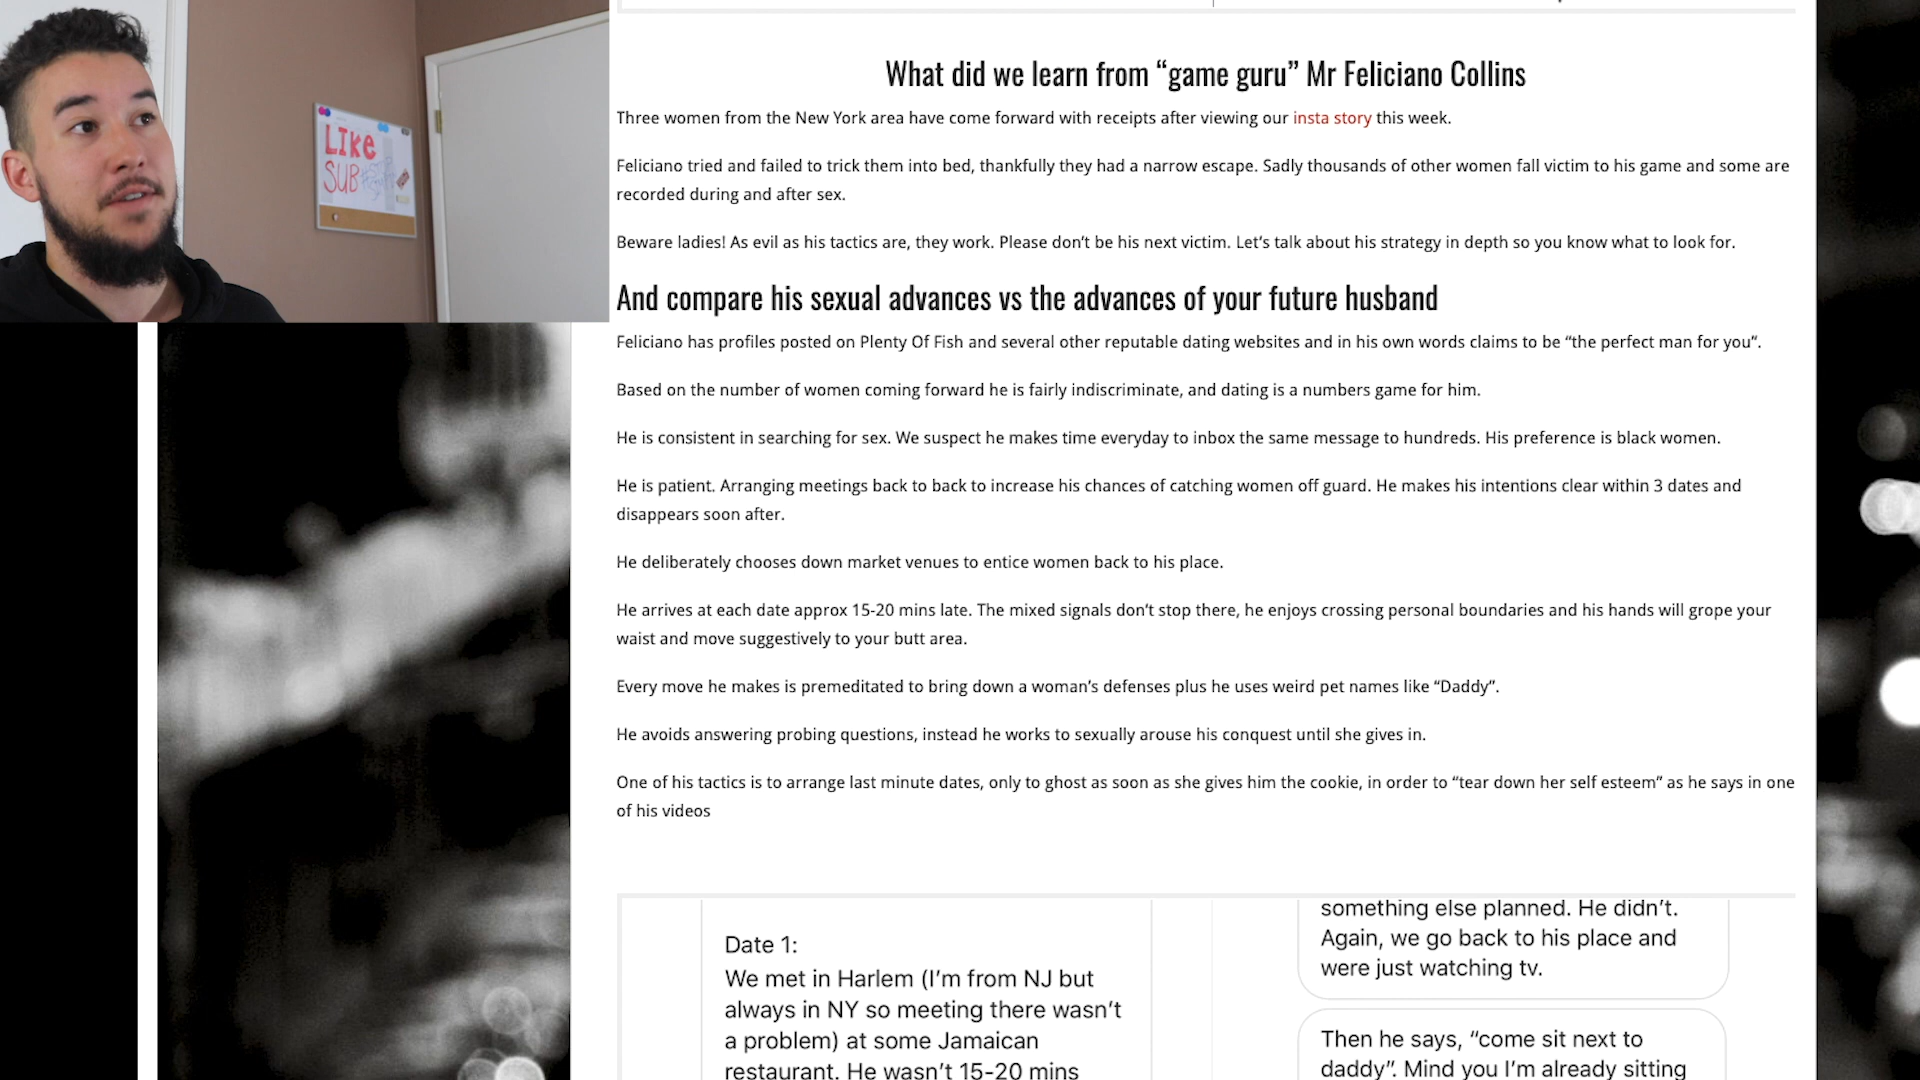 LIKE
SUB
What did we learn from “game guru” Mr Feliciano Collins
Three women from the New York area have come forward with receipts after viewing our insta story this week.
Feliciano tried and failed to trick them into bed, thankfully they had a narrow escape. Sadly thousands of other women fall victim to his game and some are
recorded during and after sex.
Beware ladies! As evil as his tactics are, they work. Please don’t be his next victim. Let’s talk about his strategy in depth so you know what to look for.
And compare his sexual advances vs the advances of your future husband
Feliciano has profiles posted on Plenty Of Fish and several other reputable dating websites and in his own words claims to be “the perfect man for you”.
Based on the number of women coming forward he is fairly indiscriminate, and dating is a numbers game for him.
He is consistent in searching for sex. We suspect he makes time everyday to inbox the same message to hundreds. His preference is black women.
He is patient. Arranging meetings back to back to increase his chances of catching women off guard. He makes his intentions clear within 3 dates and
disappears soon after.
He deliberately chooses down market venues to entice women back to his place.
He arrives at each date approx 15-20 mins late. The mixed signals don’t stop there, he enjoys crossing personal boundaries and his hands will grope your
waist and move suggestively to your butt area.
Every move he makes is premeditated to bring down a woman’s defenses plus he uses weird pet names like “Daddy”.
He avoids answering probing questions, instead he works to sexually arouse his conquest until she gives in.
One of his tactics is to arrange last minute dates, only to ghost as soon as she gives him the cookie, in order to “tear down her self esteem” as he says in one
of his videos
Date 1:
We met in Harlem (I’m from NJ but
always in NY so meeting there wasn’t
a problem) at some Jamaican
restaurant. He wasn’t 15-20 mins
something else planned. He didn’t.
Again, we go back to his place and
were just watching tv.
Then he says, “come sit next to
daddy”. Mind you I’m already sitting